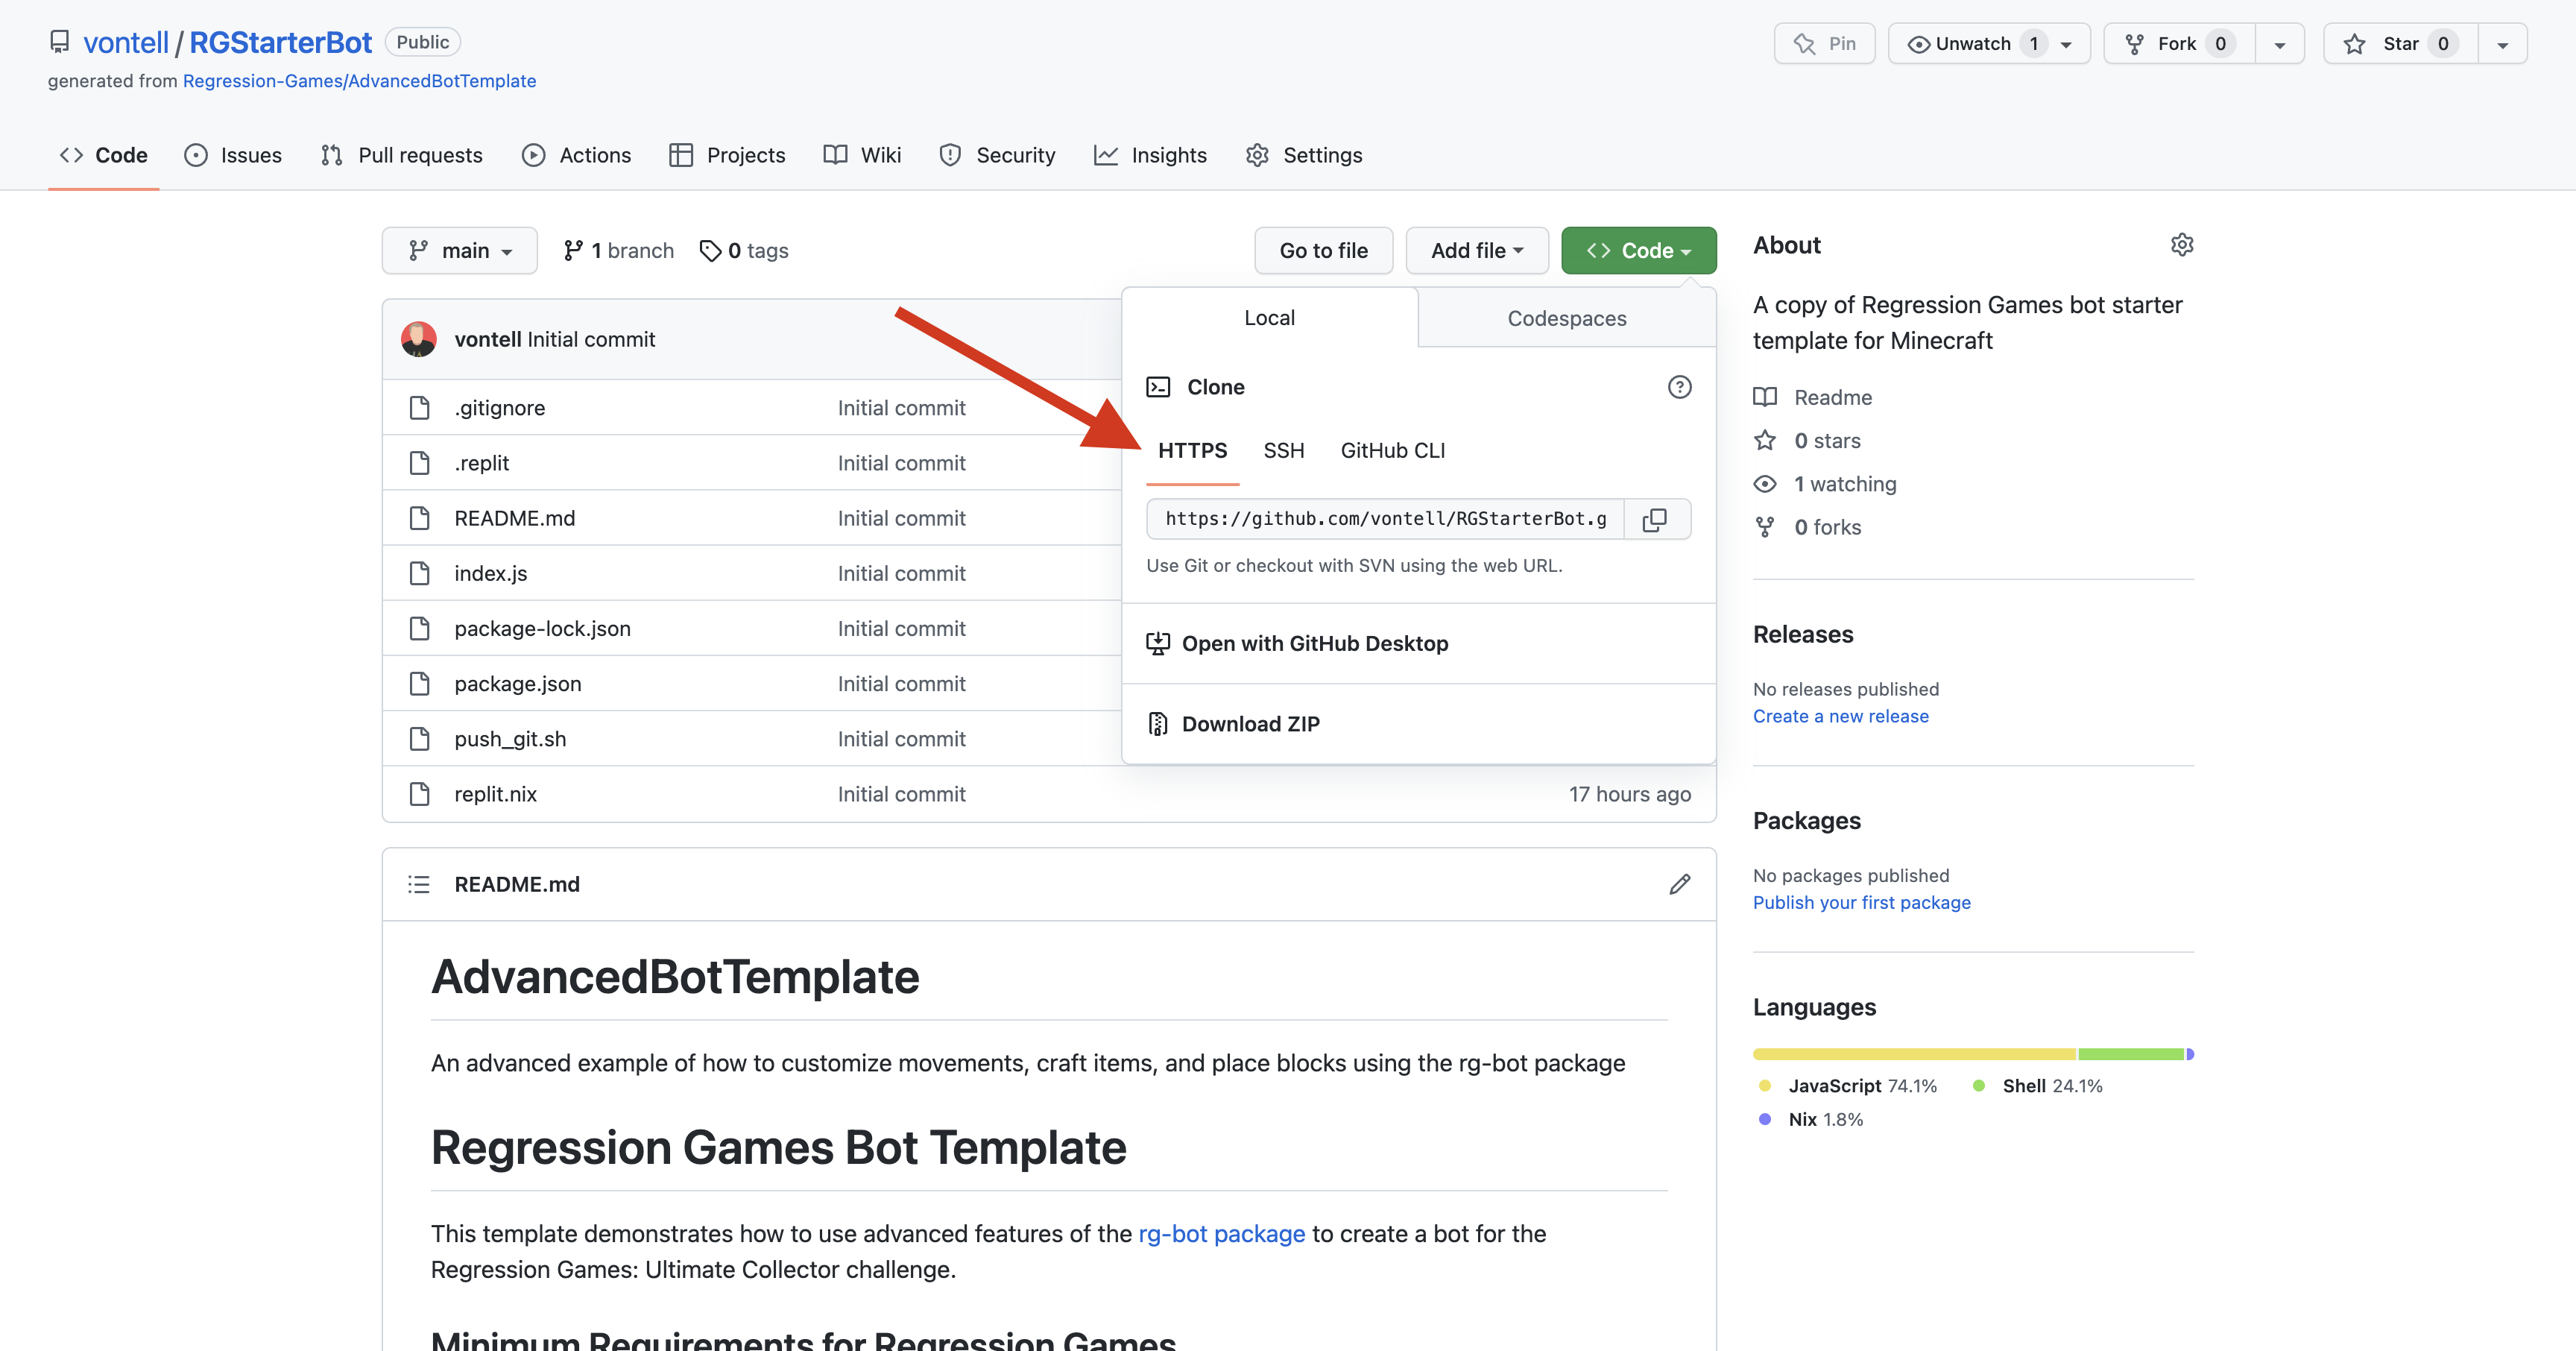 vontell / RGStarterBot Public
Pin
Unwatch 1
Fork 0
Star 0
generated from Regression-Games/AdvancedBotTemplate
Code
Issues
Pull requests
Actions
Projects
Wiki
Security
Insights
Settings
main
1 branch
0 tags
Go to file
Add file
Code
vontell Initial commit
.gitignore Initial commit
.replit Initial commit
README.md Initial commit
index.js Initial commit
package-lock.json Initial commit
package.json Initial commit
push_git.sh Initial commit
replit.nix Initial commit 17 hours ago
Local
Codespaces
Clone
HTTPS
SSH
GitHub CLI
https://github.com/vontell/RGStarterBot.g
Use Git or checkout with SVN using the web URL.
Open with GitHub Desktop
Download ZIP
README.md
AdvancedBotTemplate
An advanced example of how to customize movements, craft items, and place blocks using the rg-bot package
Regression Games Bot Template
This template demonstrates how to use advanced features of the rg-bot package to create a bot for the
Regression Games: Ultimate Collector challenge.
Minimum Requirements for Regression Games
About
A copy of Regression Games bot starter
template for Minecraft
Readme
0 stars
1 watching
0 forks
Releases
No releases published
Create a new release
Packages
No packages published
Publish your first package
Languages
JavaScript 74.1%
Shell 24.1%
Nix 1.8%